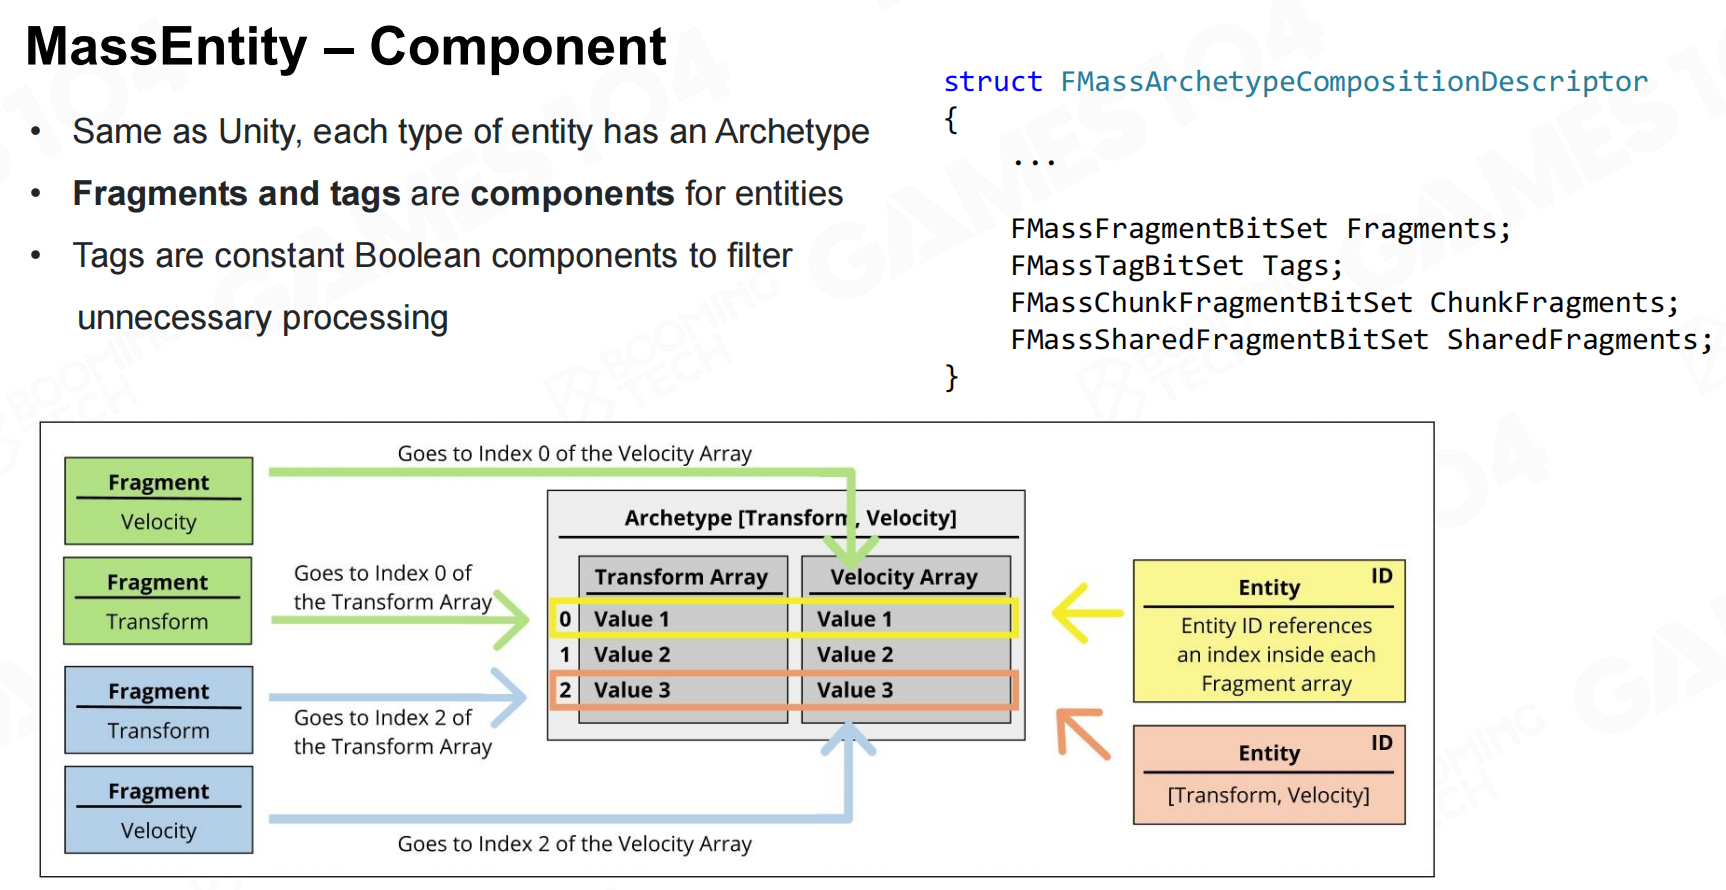 MassEntity – Component
• Same as Unity, each type of entity has an Archetype
• Fragments and tags are components for entities
• Tags are constant Boolean components to filter
unnecessary processing
struct FMassArchetypeCompositionDescriptor
{
...
FMassFragmentBitSet Fragments;
FMassTagBitSet Tags;
FMassChunkFragmentBitSet ChunkFragments;
FMassSharedFragmentBitSet SharedFragments;
}
Fragment
Velocity
Fragment
Transform
Fragment
Transform
Fragment
Velocity
Goes to Index 0 of the Velocity Array
Goes to Index 0 of
the Transform Array
Goes to Index 2 of
the Transform Array
Goes to Index 2 of the Velocity Array
Archetype [Transform, Velocity]
Transform Array Velocity Array
0 Value 1 Value 1
1 Value 2 Value 2
2 Value 3 Value 3
ID
Entity
Entity ID references
an index inside each
Fragment array
ID
Entity
[Transform, Velocity]
GAMES104
BOOMING
TECH